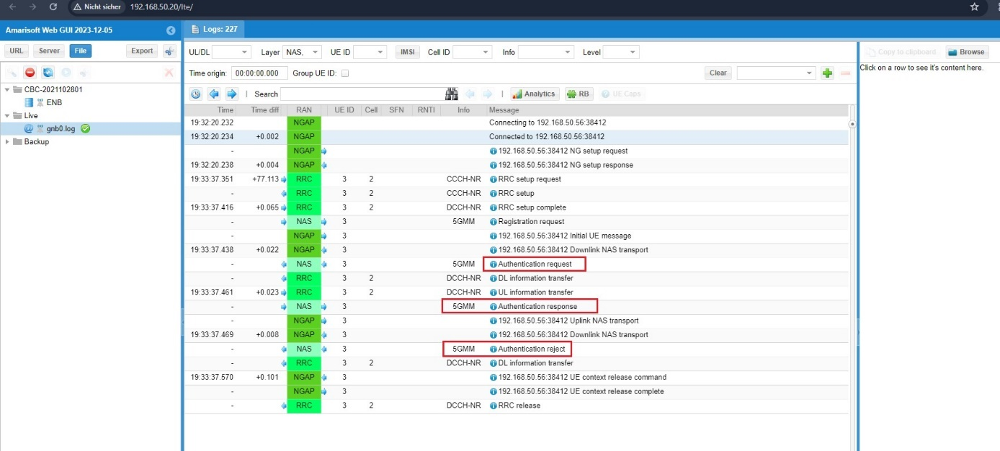 Nicht sicher 192.168.50.20/lte/
Amarisoft Web GUI 2023-12-05
Logs: 227
URL Server File Export
UL/DL Layer NAS, UE ID IMSI Cell ID Info Level
Copy to clipboard Browse
Time origin: 00:00:00.000 Group UE ID: Clear
Click on a row to see it's content here.
CBC-2021102801
ENB
Live
gnb0.log
Backup
Search Analytics RB UE Caps
Time Time diff RAN UE ID Cell SFN RNTI Info Message
19:32:20.232 NGAP Connecting to 192.168.50.56:38412
19:32:20.234 +0.002 NGAP Connected to 192.168.50.56:38412
- NGAP 192.168.50.56:38412 NG setup request
19:32:20.238 +0.004 NGAP 192.168.50.56:38412 NG setup response
19:33:37.351 +77.113 RRC 3 2 CCCH-NR RRC setup request
- RRC 3 2 CCCH-NR RRC setup
19:33:37.416 +0.065 RRC 3 2 DCCH-NR RRC setup complete
- NAS 3 5GMM Registration request
- NGAP 3 192.168.50.56:38412 Initial UE message
19:33:37.438 +0.022 NGAP 3 192.168.50.56:38412 Downlink NAS transport
- NAS 3 5GMM Authentication request
- RRC 3 2 DCCH-NR DL information transfer
19:33:37.461 +0.023 RRC 3 2 DCCH-NR UL information transfer
- NAS 3 5GMM Authentication response
- NGAP 3 192.168.50.56:38412 Uplink NAS transport
19:33:37.469 +0.008 NGAP 3 192.168.50.56:38412 Downlink NAS transport
- NAS 3 5GMM Authentication reject
- RRC 3 2 DCCH-NR DL information transfer
19:33:37.570 +0.101 NGAP 3 192.168.50.56:38412 UE context release command
- NGAP 3 192.168.50.56:38412 UE context release complete
- RRC 3 2 DCCH-NR RRC release